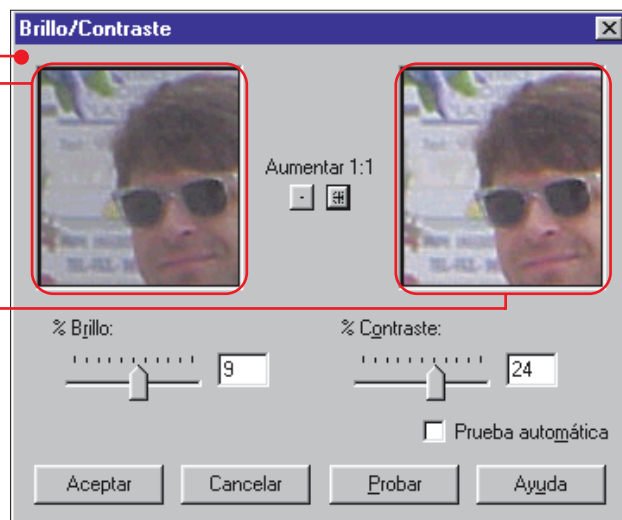 Brillo/Contraste
Aumentar 1:1
% Brillo:
9
% Contraste:
24
Prueba automática
Aceptar
Cancelar
Probar
Ayuda